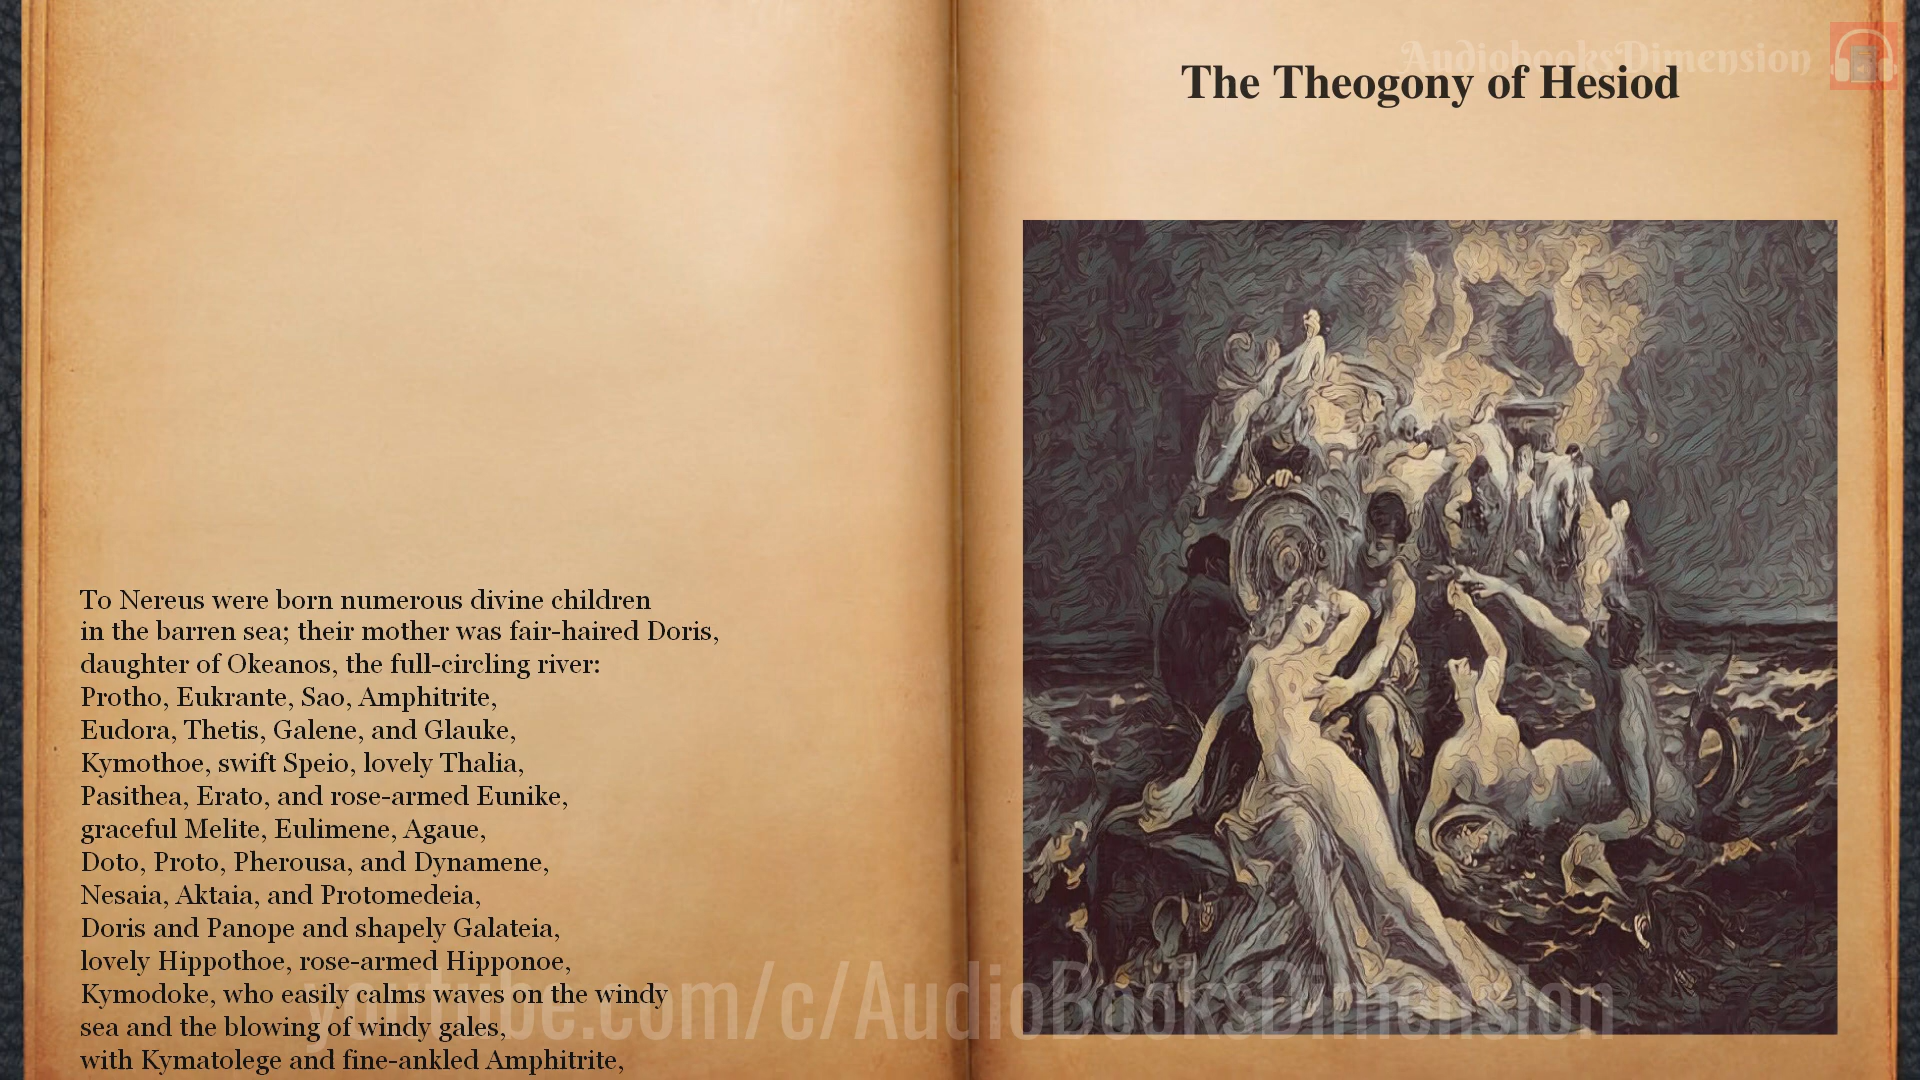 To Nereus were born numerous divine children
in the barren sea; their mother was fair-haired Doris,
daughter of Okeanos, the full-circling river:
Protho, Eukrante, Sao, Amphitrite,
Eudora, Thetis, Galene, and Glauke,
Kymothoe, swift Speio, lovely Thalia,
Pasithea, Erato, and rose-armed Eunike,
graceful Melite, Eulimene, Agaue,
Doto, Proto, Pherousa, and Dynamene,
Nesaia, Aktaia, and Protomedeia,
Doris and Panope and shapely Galateia,
lovely Hippothoe, rose-armed Hipponoe,
Kymodoke, who easily calms waves on the windy
sea and the blowing of windy gales,
with Kymatolege and fine-ankled Amphitrite,
AudiobooksDimension
The Theogony of Hesiod
youtube.com/c/AudioBooksDimension